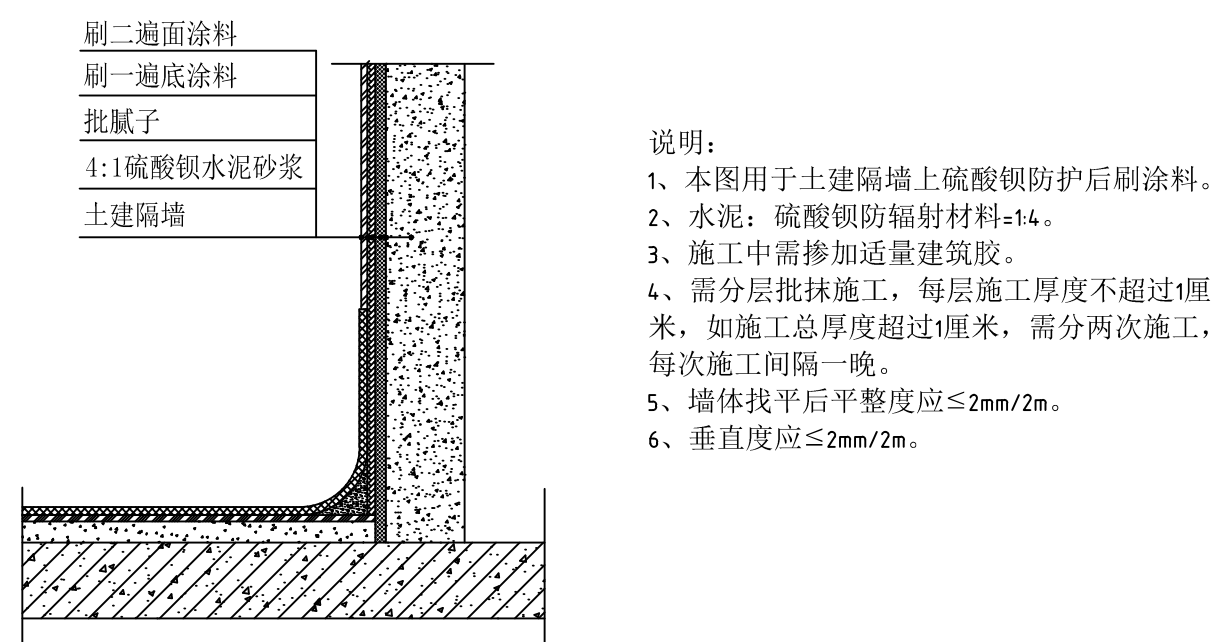 刷二遍面涂料
刷一遍底涂料
批腻子
4:1硫酸钡水泥砂浆
土建隔墙
说明：
1、本图用于土建隔墙上硫酸钡防护后刷涂料。
2、水泥：硫酸钡防辐射材料=1:4。
3、施工中需掺加适量建筑胶。
4、需分层批抹施工，每层施工厚度不超过1厘
米，如施工总厚度超过1厘米，需分两次施工，
每次施工间隔一晚。
5、墙体找平后平整度应≦2mm/2m。
6、垂直度应≦2mm/2m。